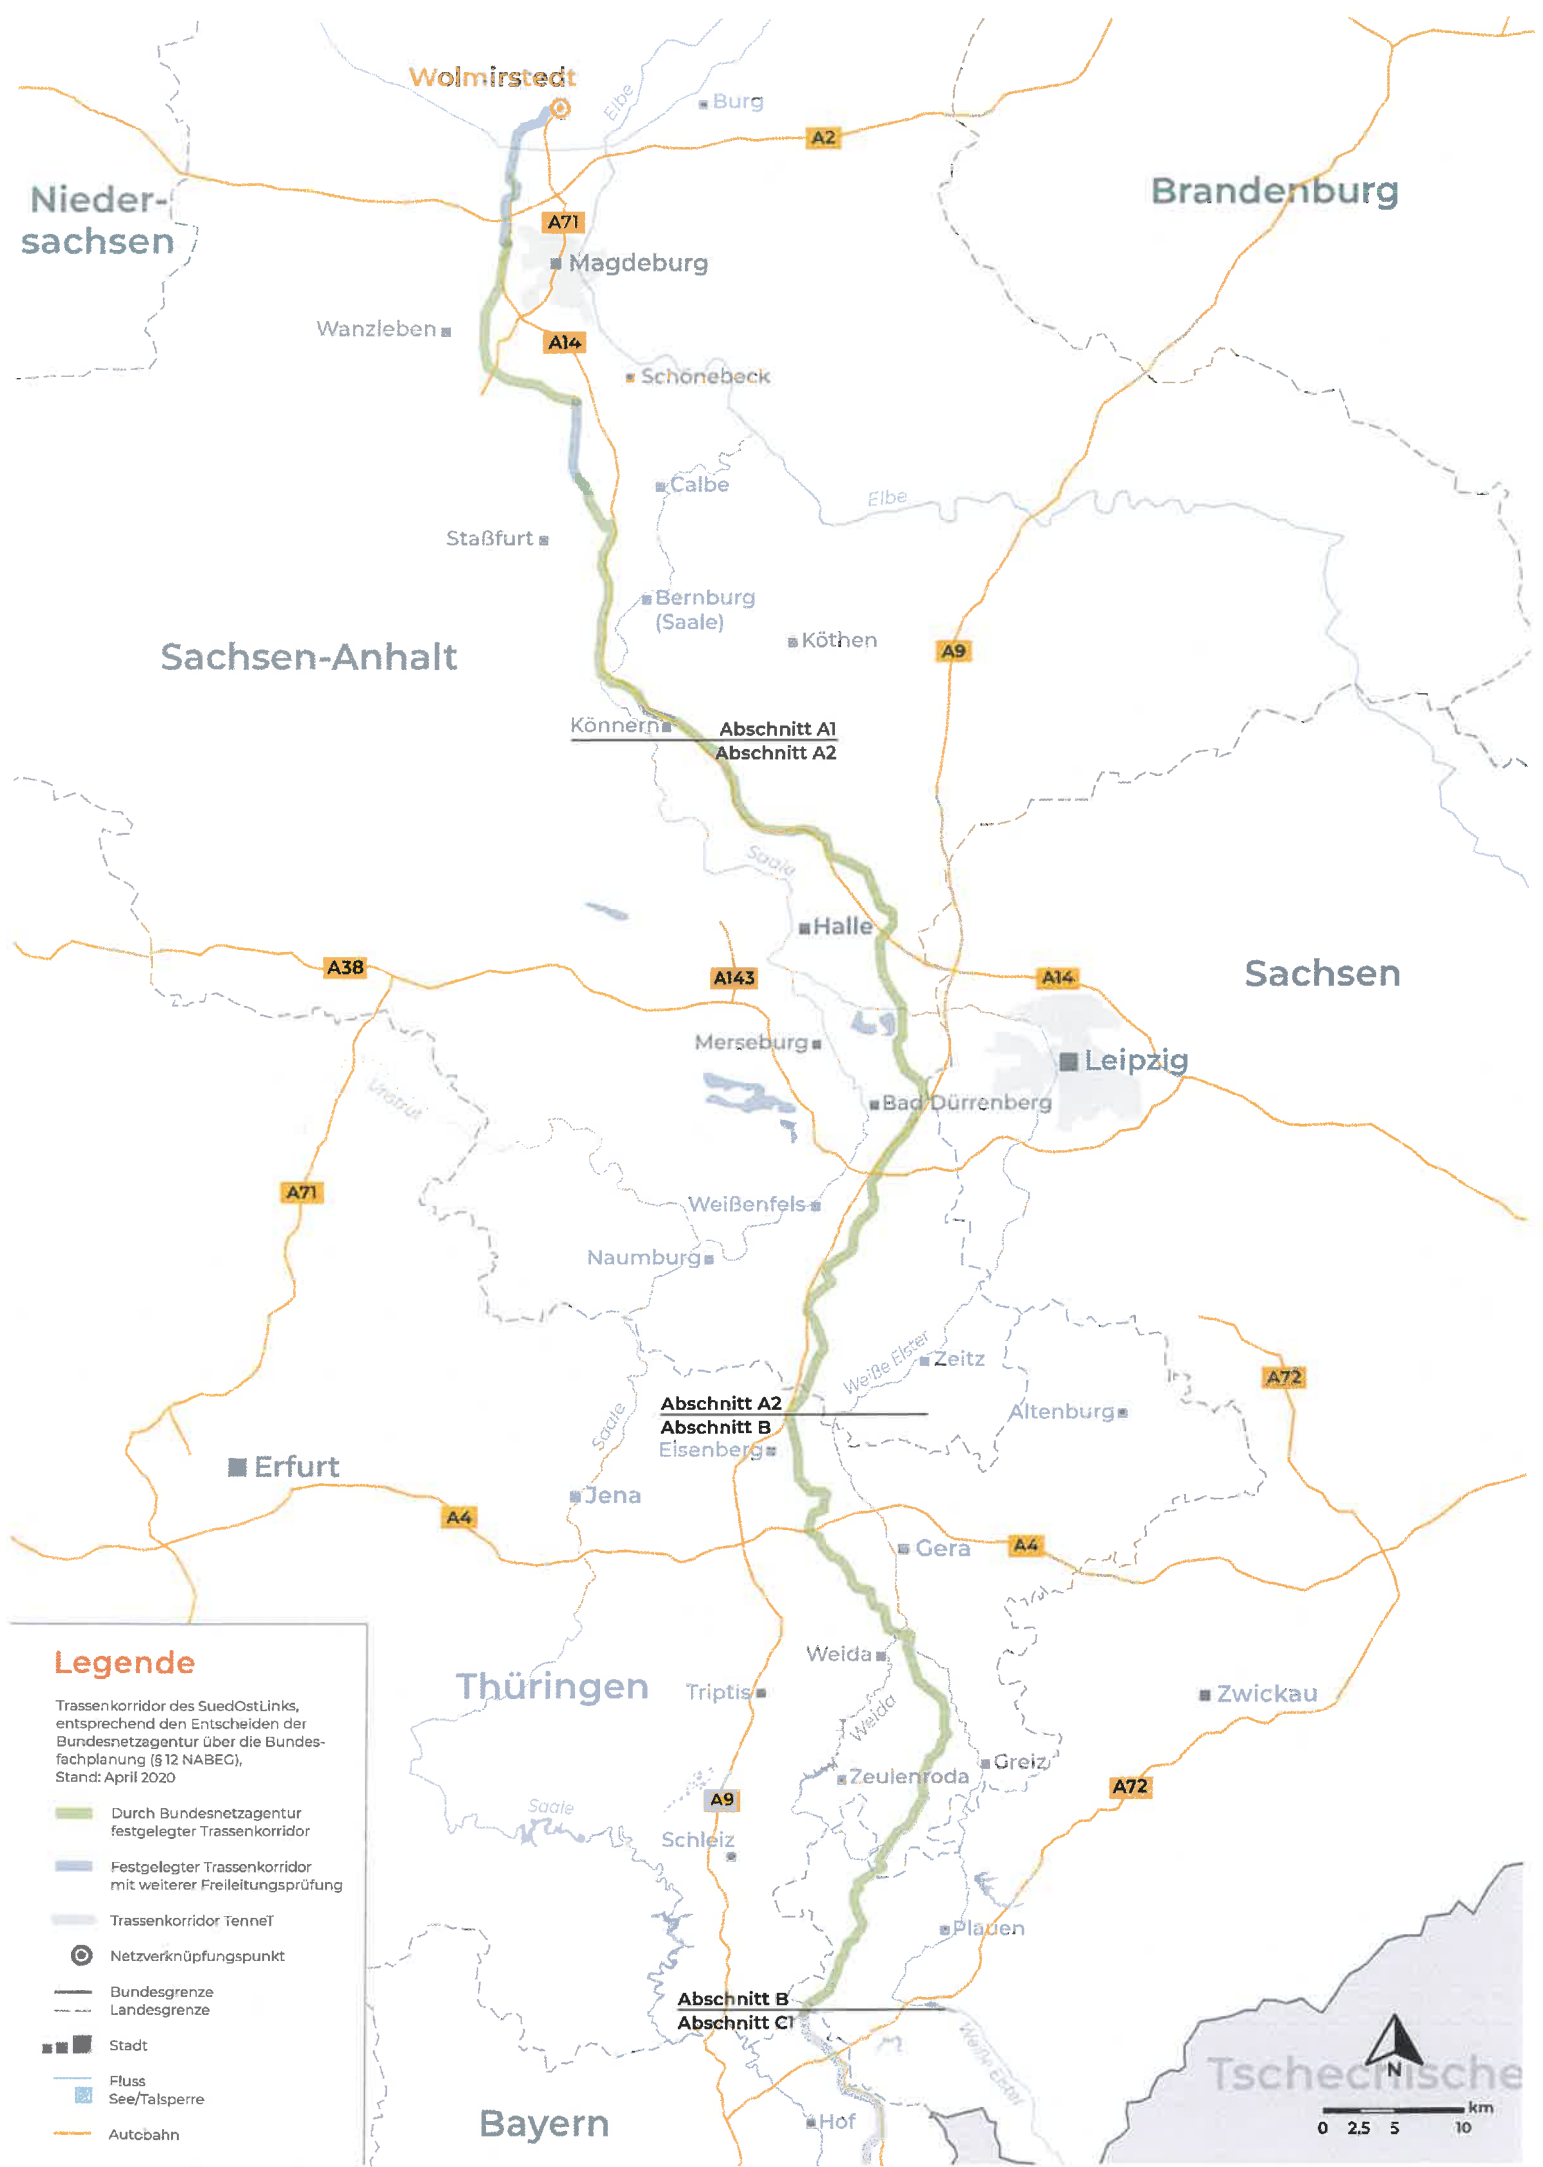 Wolmirstedt
Elbe
Burg
A2
Nieder-
sachsen
Brandenburg
A71
Magdeburg
Wanzleben
A14
Schönebeck
Calbe
Elbe
Staßfurt
Bernburg
(Saale)
Köthen
A9
Sachsen-Anhalt
Könnern
Abschnitt A1
Abschnitt A2
Saale
Halle
A38
A143
A14
Sachsen
Merseburg
Leipzig
Unstrut
Bad Dürrenberg
A71
Weißenfels
Naumburg
Weiße Elster
Zeitz
A72
Abschnitt A2
Abschnitt B
Altenburg
Saale
Eisenberg
Erfurt
Jena
A4
Gera
A4
Weida
Thüringen
Triptis
Zwickau
Weida
Greiz
Zeulenroda
A72
A9
Saale
Schleiz
Plauen
Abschnitt B
Abschnitt C1
Weiße Elster
Tschechische
Bayern
Hof
N
km
0 2,5 5 10
Legende
Trassenkorridor des SuedOstLinks,
entsprechend den Entscheiden der
Bundesnetzagentur über die Bundes-
fachplanung (§ 12 NABEG),
Stand: April 2020
Durch Bundesnetzagentur
festgelegter Trassenkorridor
Festgelegter Trassenkorridor
mit weiterer Freileitungsprüfung
Trassenkorridor TenneT
Netzverknüpfungspunkt
Bundesgrenze
Landesgrenze
Stadt
Fluss
See/Talsperre
Autobahn